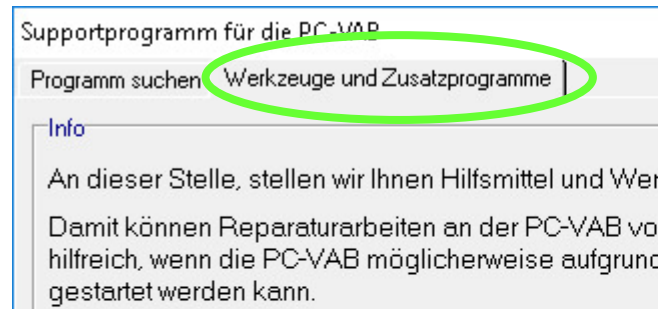 Supportprogramm für die PC-VAB
Programm suchen Werkzeuge und Zusatzprogramme
Info
An dieser Stelle, stellen wir Ihnen Hilfsmittel und
Damit können Reparaturarbeiten an der PC-VAB
hilfreich, wenn die PC-VAB möglicherweise
gestartet werden kann.